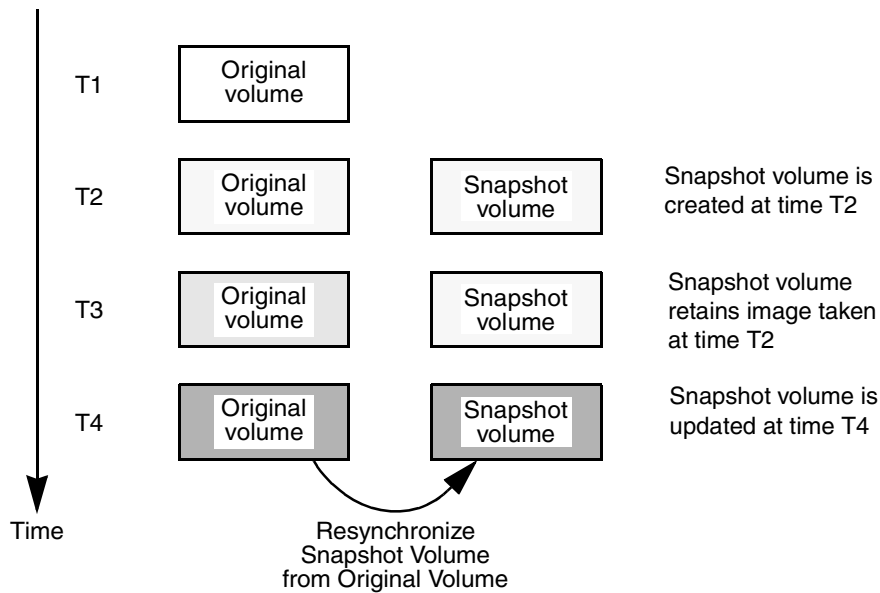 T1
Original
volume
T2
Original
volume
Snapshot
volume
Snapshot volume is
created at time T2
T3
Original
volume
Snapshot
volume
Snapshot volume
retains image taken
at time T2
T4
Original
volume
Snapshot
volume
Snapshot volume is
updated at time T4
Time
Resynchronize
Snapshot Volume
from Original Volume